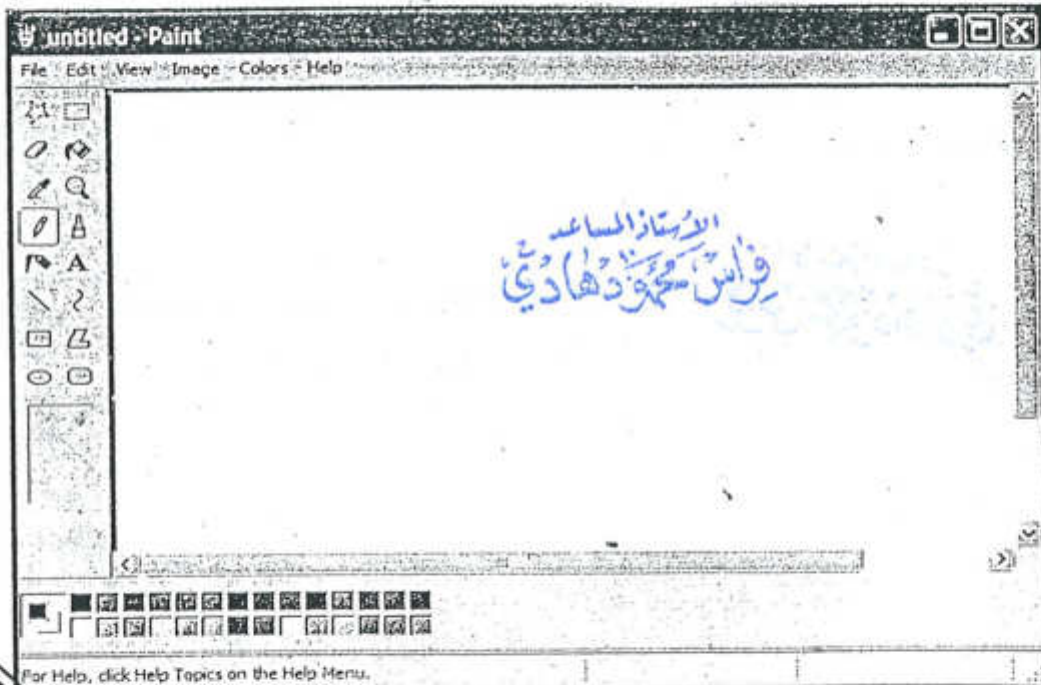 untitled - Paint
File Edit View Image Colors Help
A
الأستاذ المساعد
فراس محمود هادي
For Help, click Help Topics on the Help Menu.